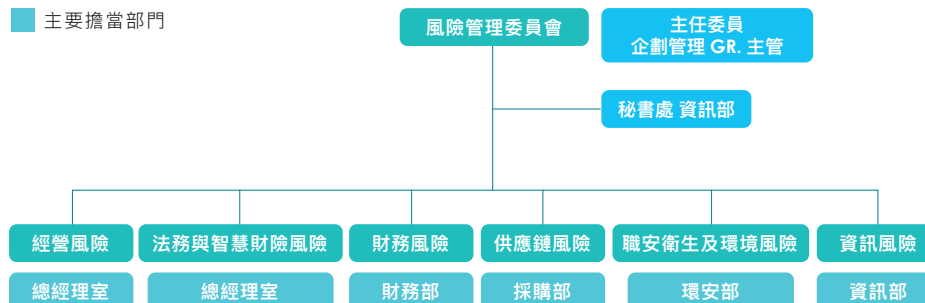 主要擔當部門
風險管理委員會
主任委員
企劃管理 GR. 主管
秘書處 資訊部
經營風險 法務與智慧財險風險 財務風險 供應鏈風險 職安衛生及環境風險 資訊風險
總經理室 總經理室 財務部 採購部 環安部 資訊部